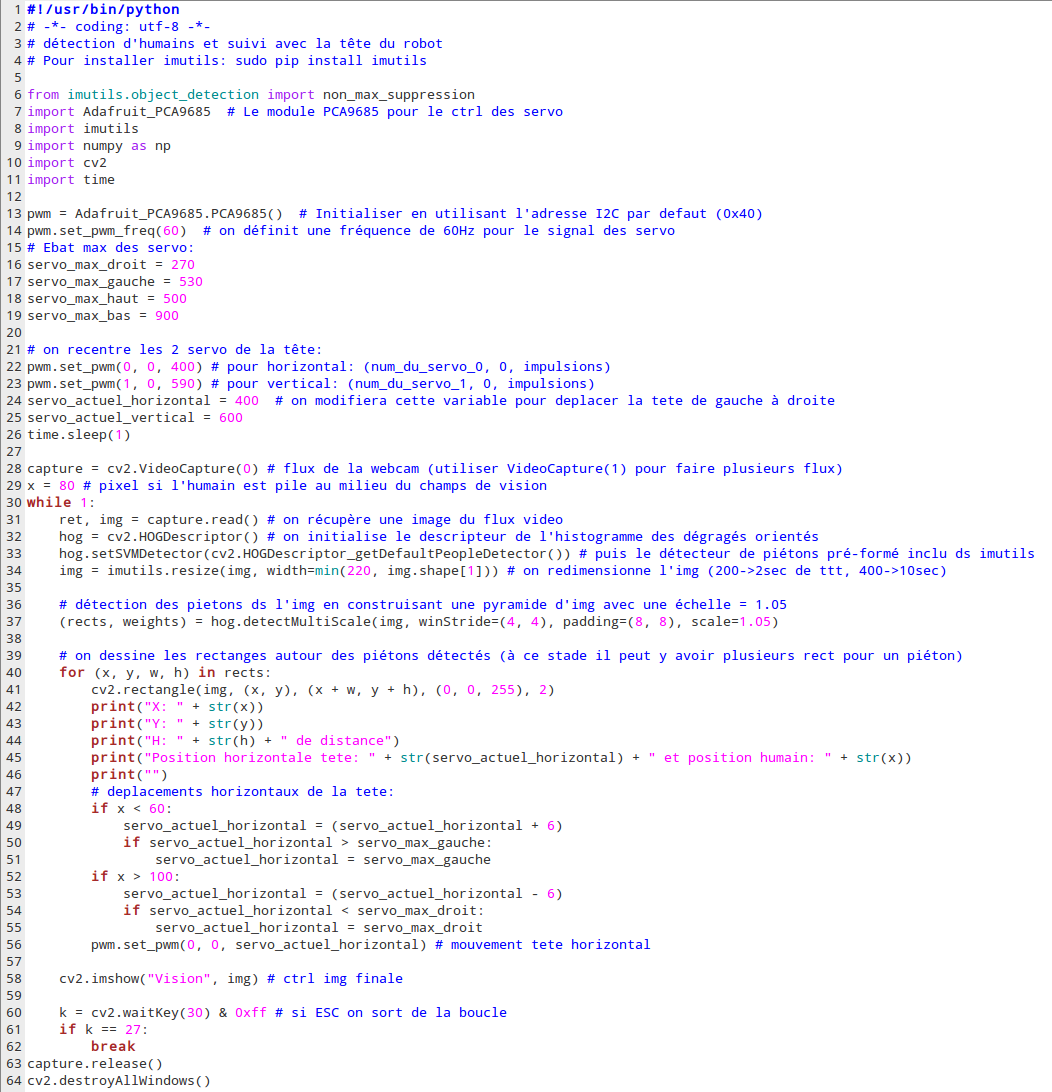 1 #!/usr/bin/python
2 # -*- coding: utf-8 -*-
3 # détection d'humains et suivi avec la tête du robot
4 # Pour installer imutils: sudo pip install imutils
5
6 from imutils.object_detection import non_max_suppression
7 import Adafruit_PCA9685  # Le module PCA9685 pour le ctrl des servo
8 import imutils
9 import numpy as np
10 import cv2
11 import time
12
13 pwm = Adafruit_PCA9685.PCA9685()  # Initialiser en utilisant l'adresse I2C par defaut (0x40)
14 pwm.set_pwm_freq(60)  # on définit une fréquence de 60Hz pour le signal des servo
15 # Ebat max des servo:
16 servo_max_droit = 270
17 servo_max_gauche = 530
18 servo_max_haut = 500
19 servo_max_bas = 900
20
21 # on recentre les 2 servo de la tête:
22 pwm.set_pwm(0, 0, 400) # pour horizontal: (num_du_servo_0, 0, impulsions)
23 pwm.set_pwm(1, 0, 590) # pour vertical: (num_du_servo_1, 0, impulsions)
24 servo_actuel_horizontal = 400  # on modifiera cette variable pour deplacer la tete de gauche à droite
25 servo_actuel_vertical = 600
26 time.sleep(1)
27
28 capture = cv2.VideoCapture(0) # flux de la webcam (utiliser VideoCapture(1) pour faire plusieurs flux)
29 x = 80 # pixel si l'humain est pile au milieu du champs de vision
30 while 1:
31     ret, img = capture.read() # on récupère une image du flux video
32     hog = cv2.HOGDescriptor() # on initialise le descripteur de l'histogramme des dégragés orientés
33     hog.setSVMDetector(cv2.HOGDescriptor_getDefaultPeopleDetector()) # puis le détecteur de piétons pré-formé inclu ds imutils
34     img = imutils.resize(img, width=min(220, img.shape[1])) # on redimensionne l'img (200->2sec de ttt, 400->10sec)
35
36     # détection des pietons ds l'img en construisant une pyramide d'img avec une échelle = 1.05
37     (rects, weights) = hog.detectMultiScale(img, winStride=(4, 4), padding=(8, 8), scale=1.05)
38
39     # on dessine les rectanges autour des piétons détectés (à ce stade il peut y avoir plusieurs rect pour un piéton)
40     for (x, y, w, h) in rects:
41         cv2.rectangle(img, (x, y), (x + w, y + h), (0, 0, 255), 2)
42         print("X: " + str(x))
43         print("Y: " + str(y))
44         print("H: " + str(h) + " de distance")
45         print("Position horizontale tete: " + str(servo_actuel_horizontal) + " et position humain: " + str(x))
46         print("")
47         # deplacements horizontaux de la tete:
48         if x < 60:
49             servo_actuel_horizontal = (servo_actuel_horizontal + 6)
50             if servo_actuel_horizontal > servo_max_gauche:
51                 servo_actuel_horizontal = servo_max_gauche
52         if x > 100:
53             servo_actuel_horizontal = (servo_actuel_horizontal - 6)
54             if servo_actuel_horizontal < servo_max_droit:
55                 servo_actuel_horizontal = servo_max_droit
56         pwm.set_pwm(0, 0, servo_actuel_horizontal) # mouvement tete horizontal
57
58     cv2.imshow("Vision", img) # ctrl img finale
59
60     k = cv2.waitKey(30) & 0xff # si ESC on sort de la boucle
61     if k == 27:
62         break
63 capture.release()
64 cv2.destroyAllWindows()